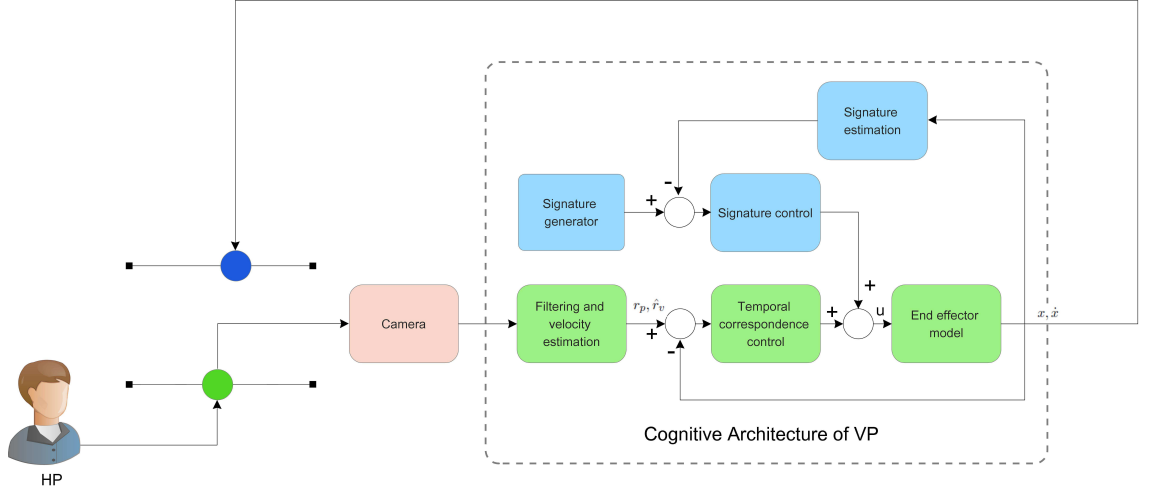 Signature
estimation
-
+
Signature
generator
Signature control
+
Camera
Filtering and
velocity
estimation
$r_p, \hat{r}_v$
+
-
Temporal
correspondence
control
+
u
End effector
model
$x, \dot{x}$
Cognitive Architecture of VP
HP